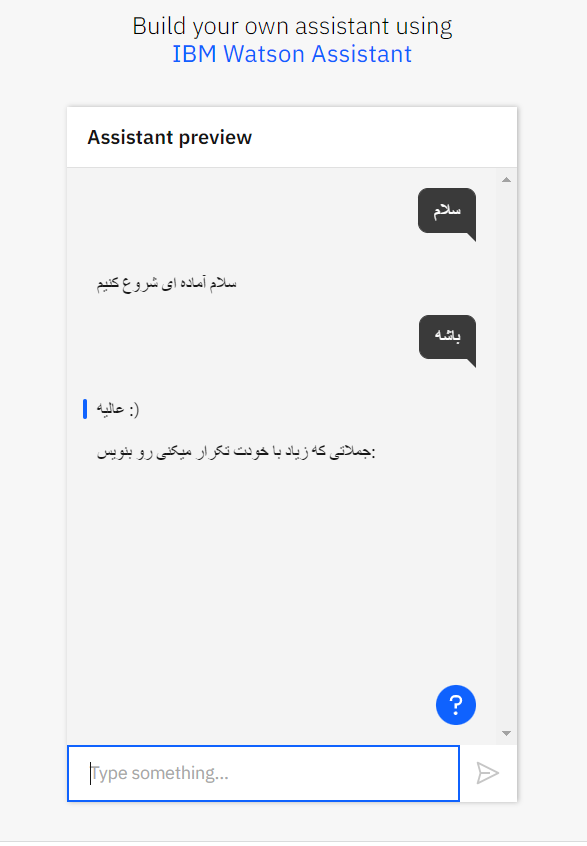 Build your own assistant using
IBM Watson Assistant
Assistant preview
سلام
سلام آماده ای شروع کنیم
باشه
عالیه :)
جملاتی که زیاد با خودت تکرار میکنی رو بنویس:
?
Type something...